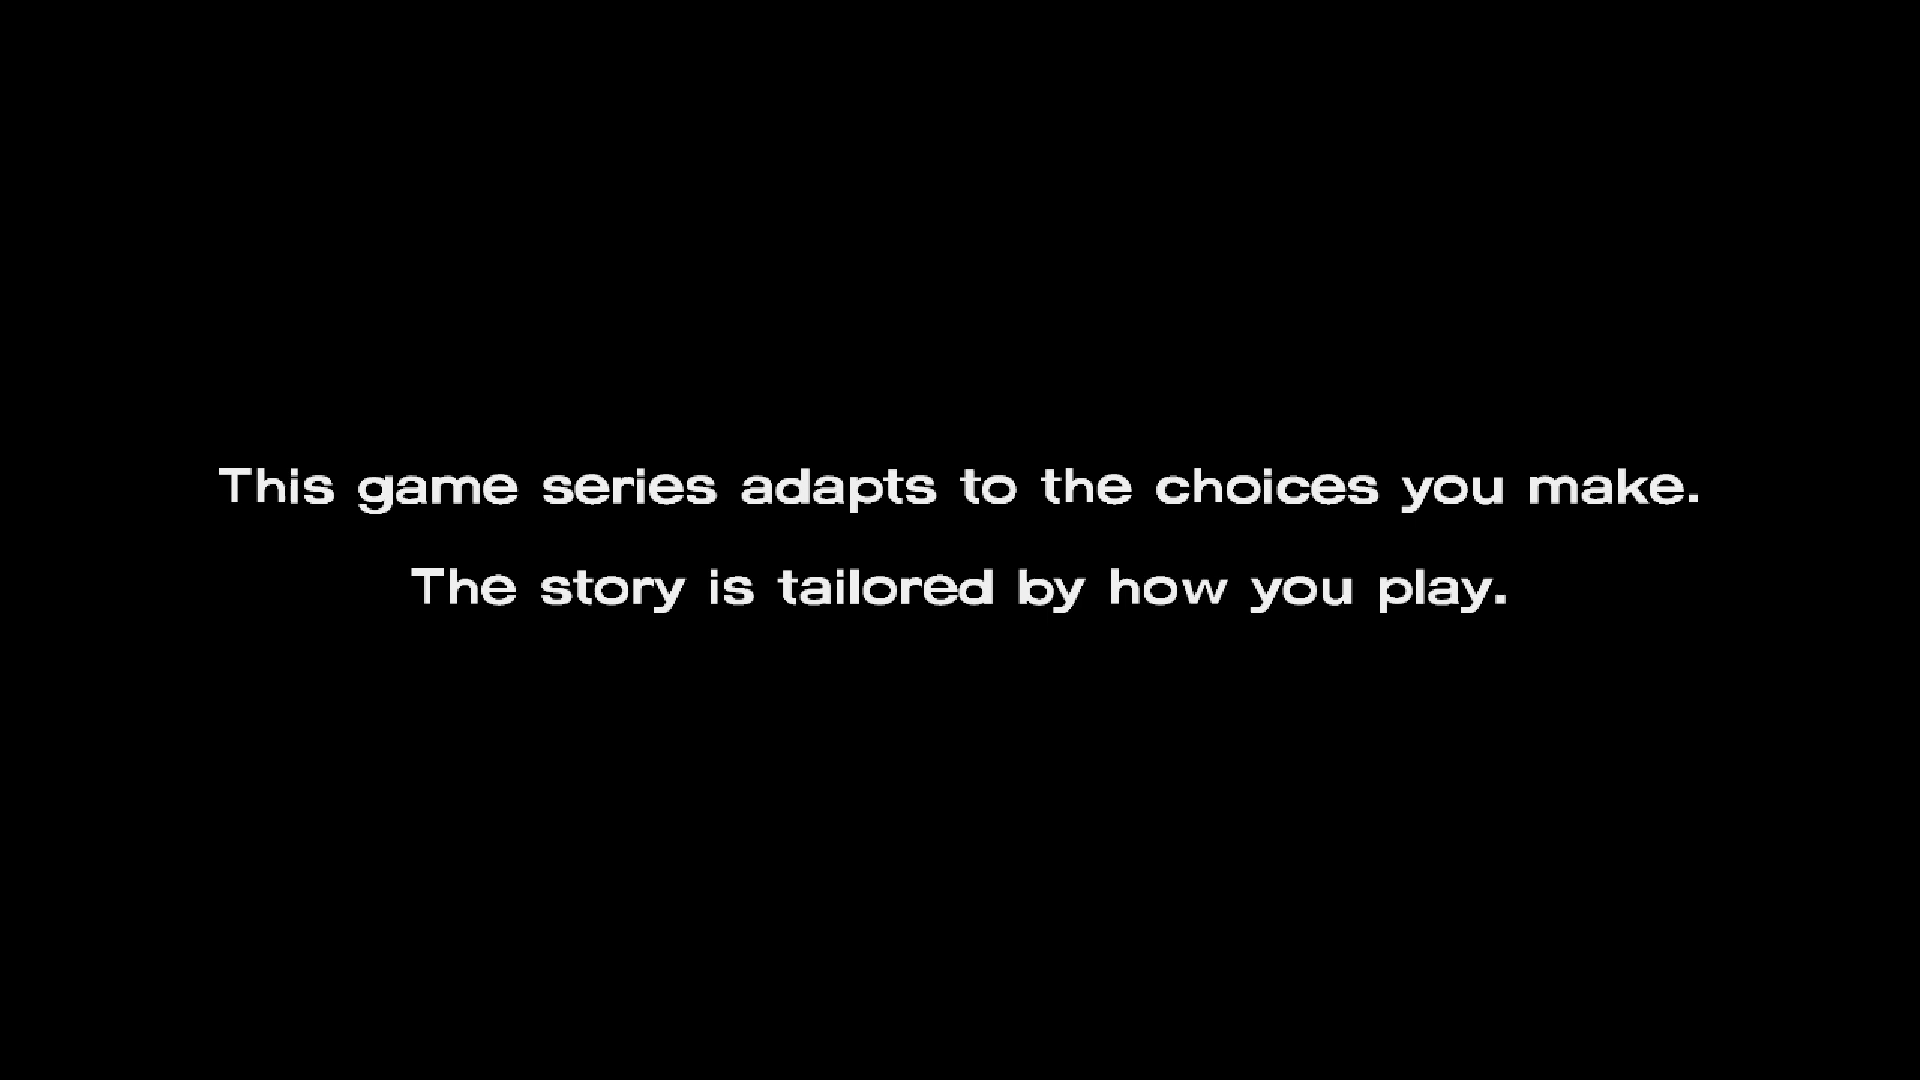 This game series adapts to the choices you make.
The story is tailored by how you play.